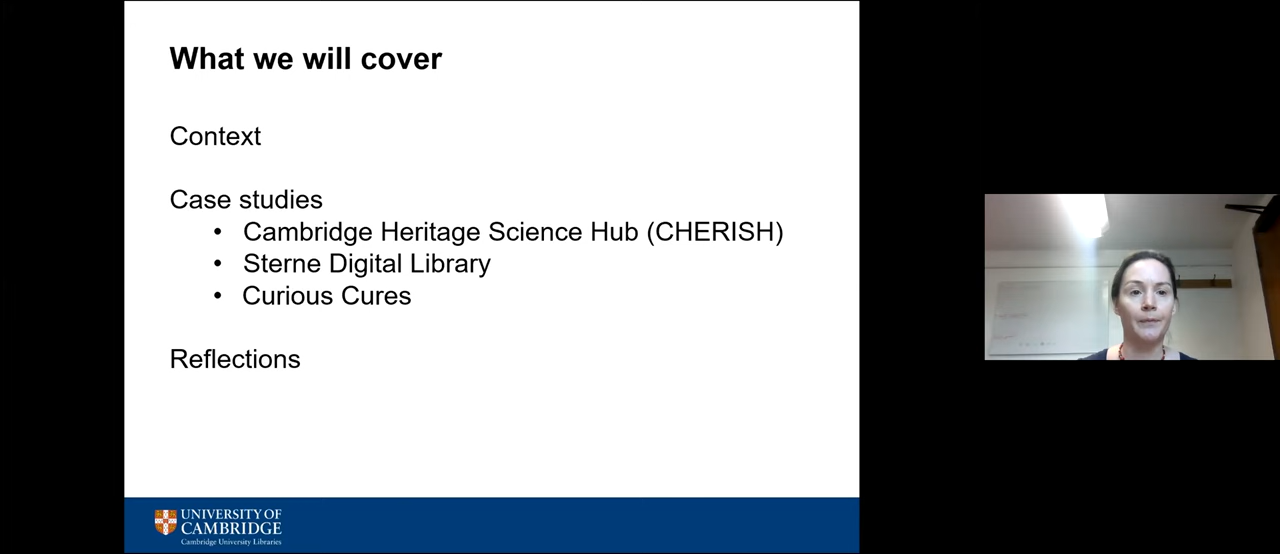 What we will cover
Context
Case studies
• Cambridge Heritage Science Hub (CHERISH)
• Sterne Digital Library
• Curious Cures
Reflections
UNIVERSITY OF
CAMBRIDGE
Cambridge University Libraries